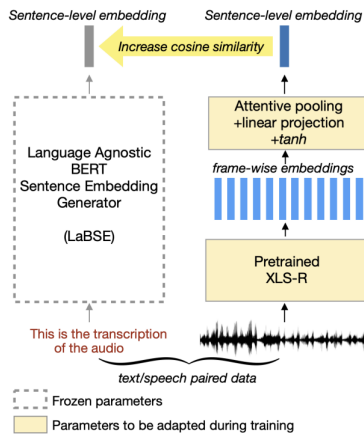 Sentence-level embedding
Sentence-level embedding
Increase cosine similarity
Attentive pooling
+linear projection
+tanh
Language Agnostic
BERT
Sentence Embedding
Generator
(LaBSE)
frame-wise embeddings
Pretrained
XLS-R
This is the transcription
of the audio
text/speech paired data
Frozen parameters
Parameters to be adapted during training